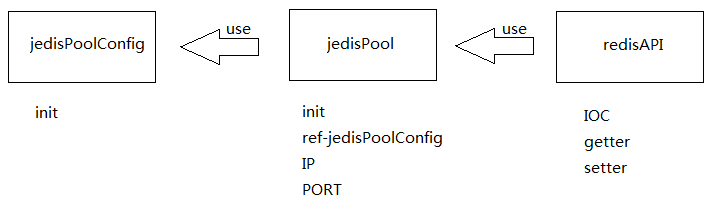 jedisPoolConfig
use
jedisPool
use
redisAPI
init
init
ref-jedisPoolConfig
IP
PORT
IOC
getter
setter